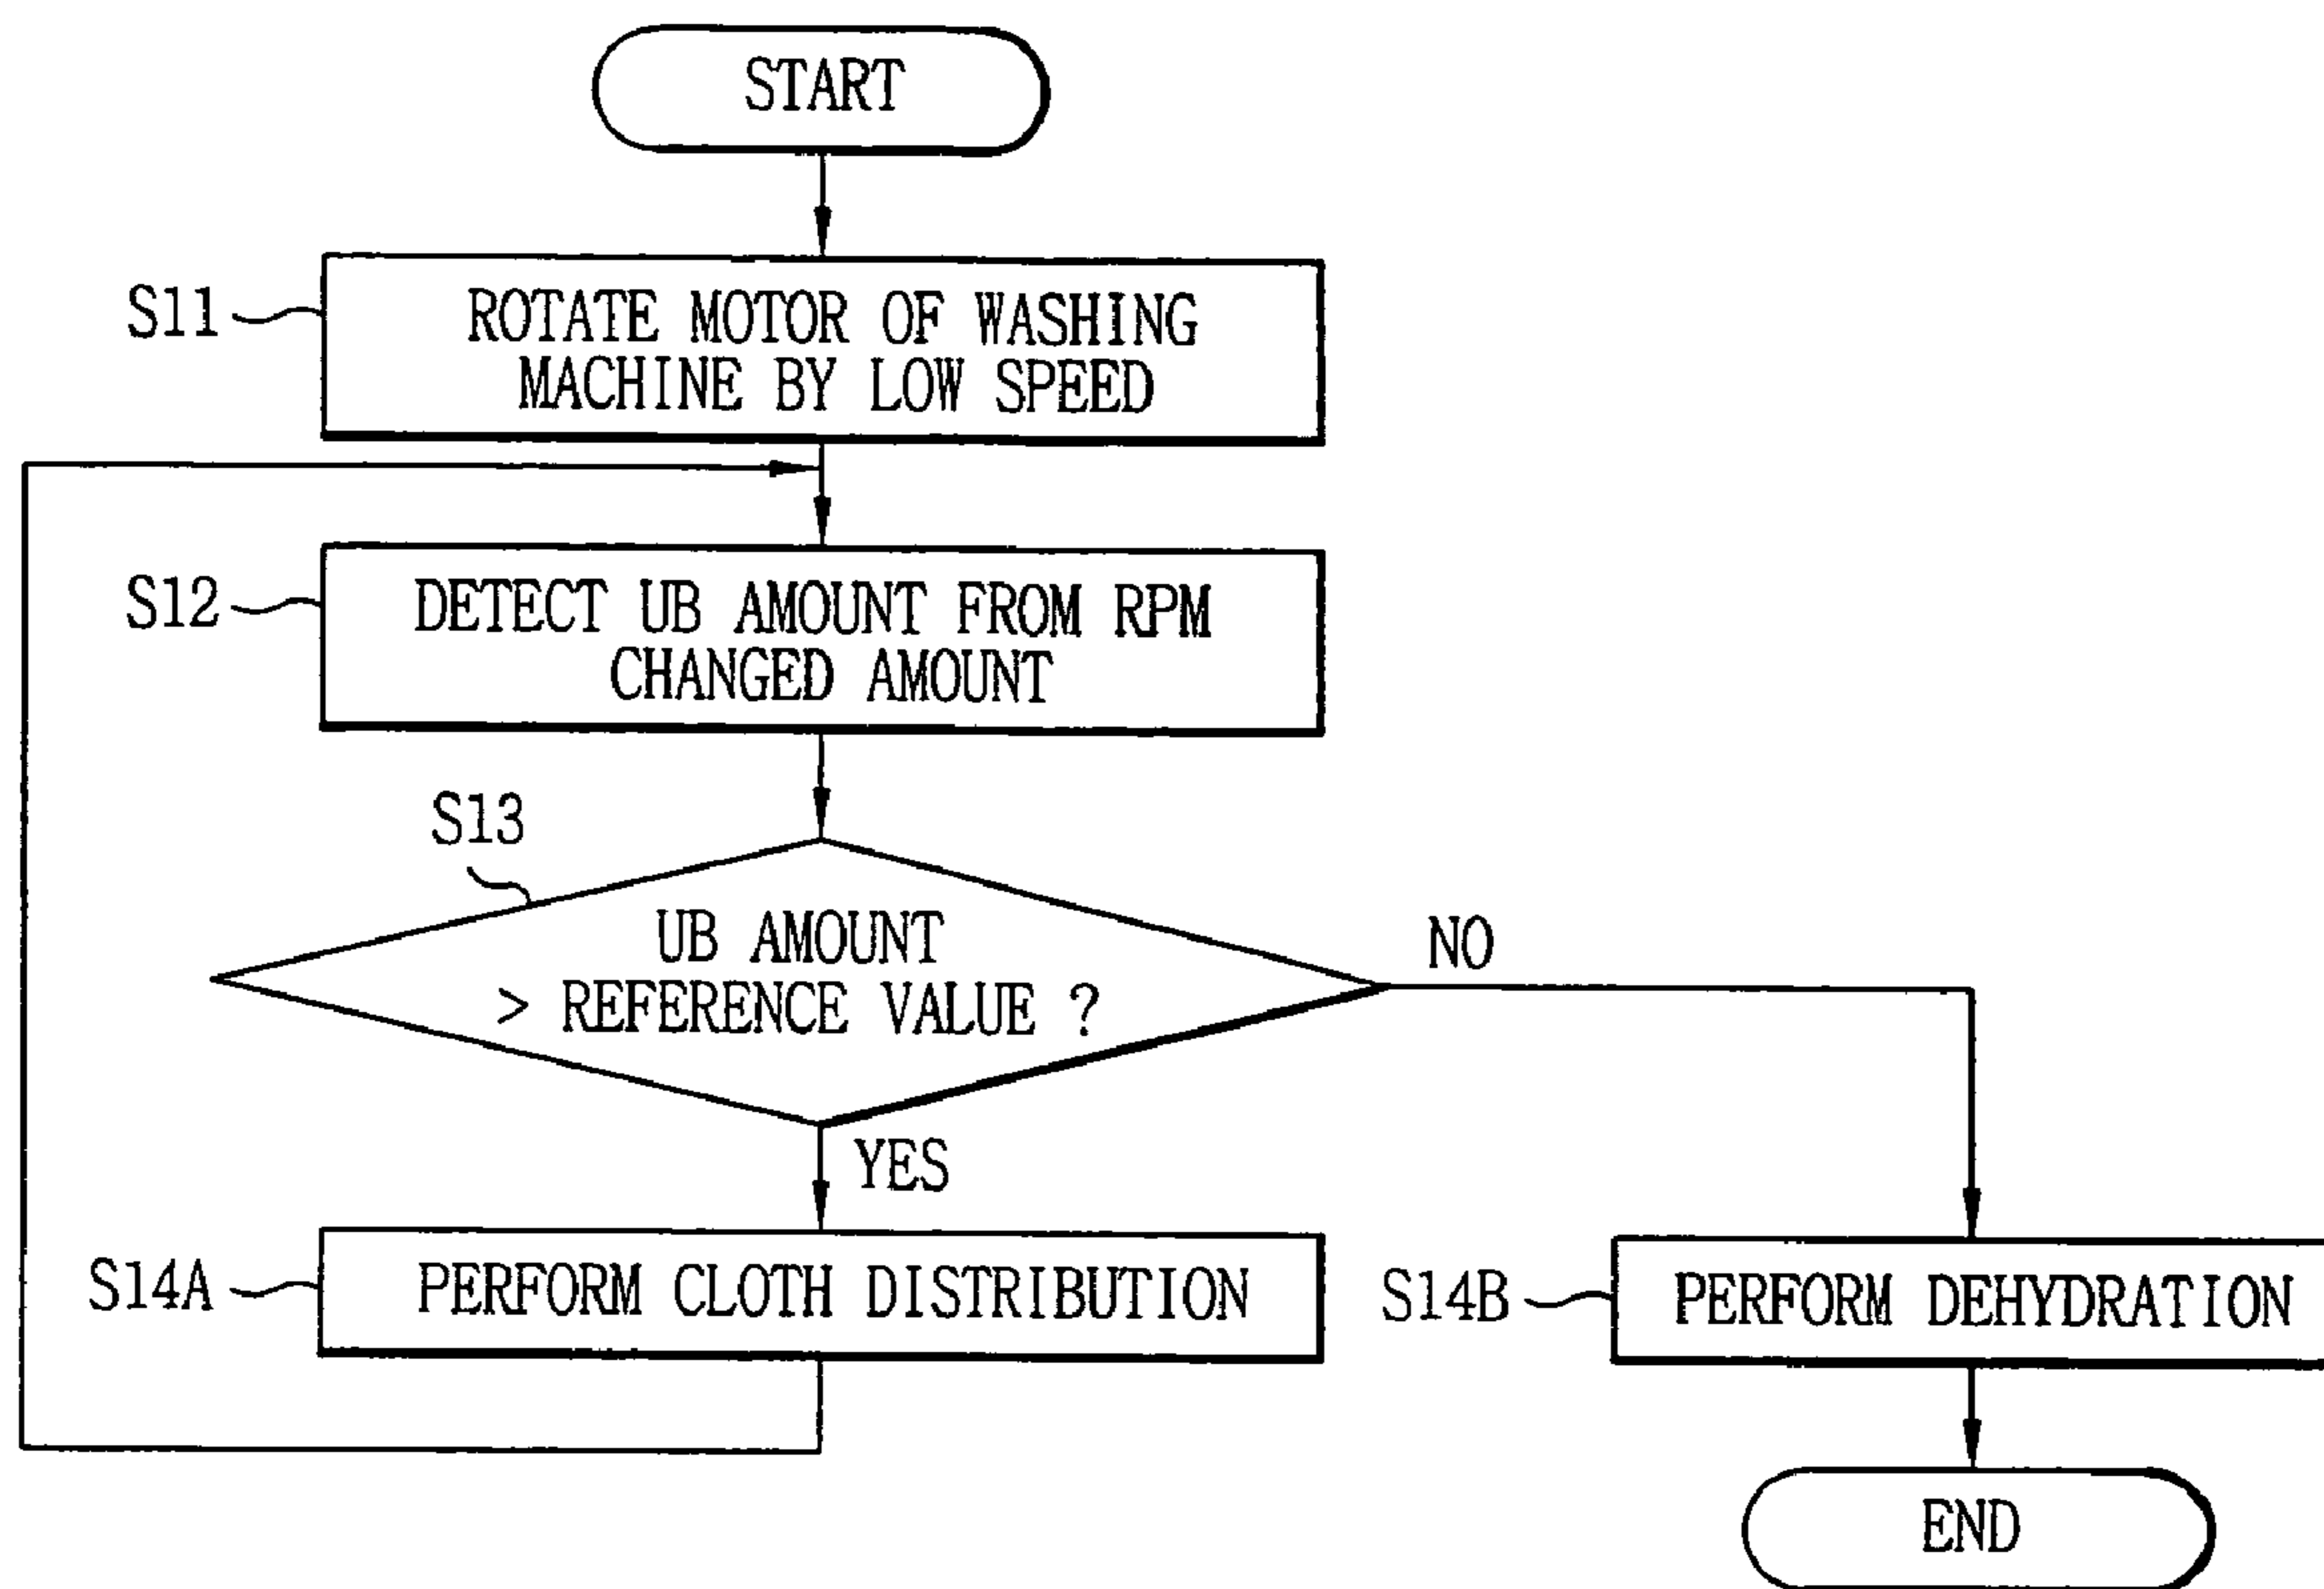 START
S11
ROTATE MOTOR OF WASHING
MACHINE BY LOW SPEED
S12
DETECT UB AMOUNT FROM RPM
CHANGED AMOUNT
S13
UB AMOUNT
> REFERENCE VALUE ?
NO
YES
S14A
PERFORM CLOTH DISTRIBUTION
S14B
PERFORM DEHYDRATION
END